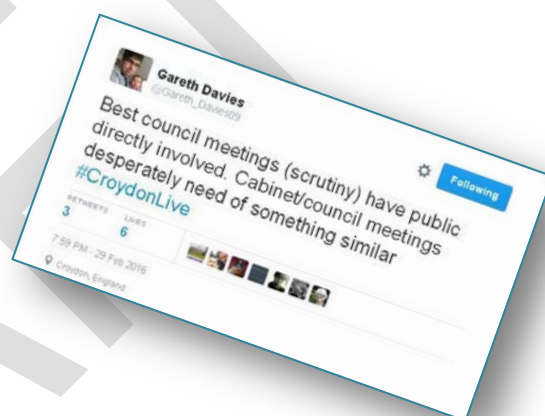 Gareth Davies
@Gareth_Davies09
Following
Best council meetings (scrutiny) have public
directly involved. Cabinet/council meetings
desperately need of something similar
#CroydonLive
RETWEETS
3
LIKES
6
7:59 PM - 29 Feb 2016
Croydon, England